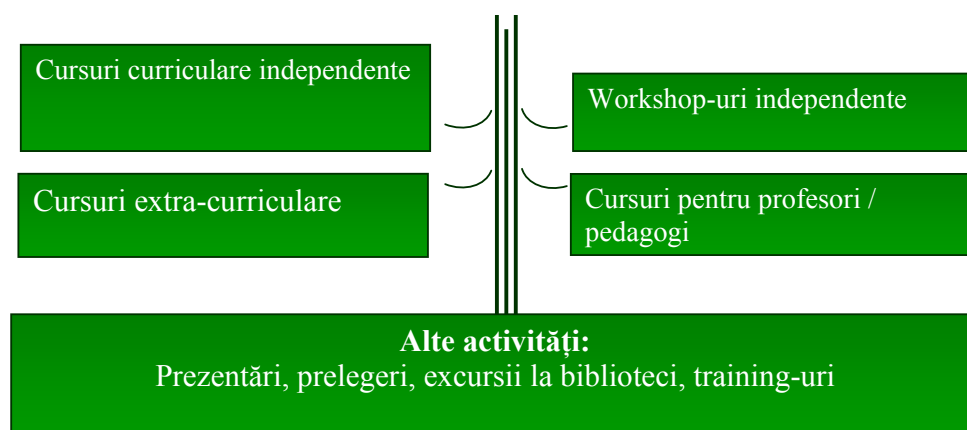 Cursuri curriculare independente
Workshop-uri independente
Cursuri extra-curriculare
Cursuri pentru profesori /
pedagogi
Alte activități:
Prezentări, prelegeri, excursii la biblioteci, training-uri